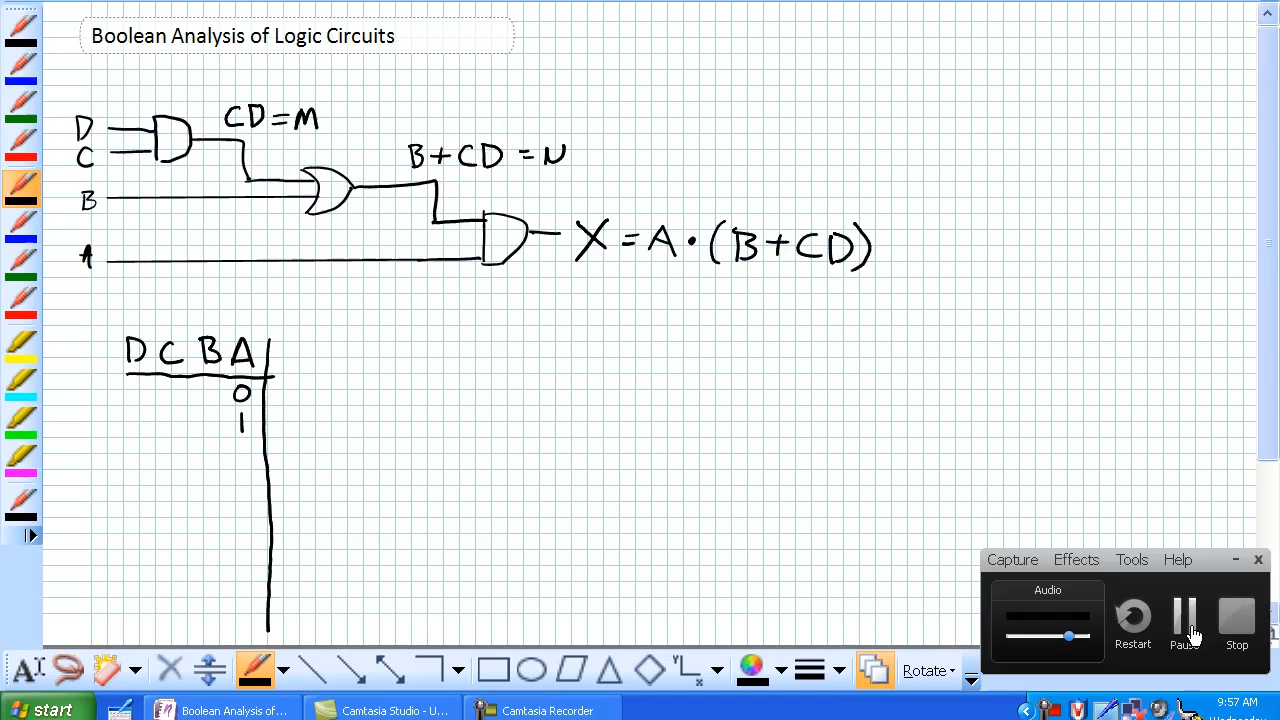 Boolean Analysis of Logic Circuits
CD = M
D
C
B + CD = N
B
X = A · (B + CD)
A
D C B A
0
1
Capture Effects Tools Help
Audio
Restart Pause Stop
A
Rotate
start
Boolean Analysis of...
Camtasia Studio - U...
Camtasia Recorder
9:57 AM